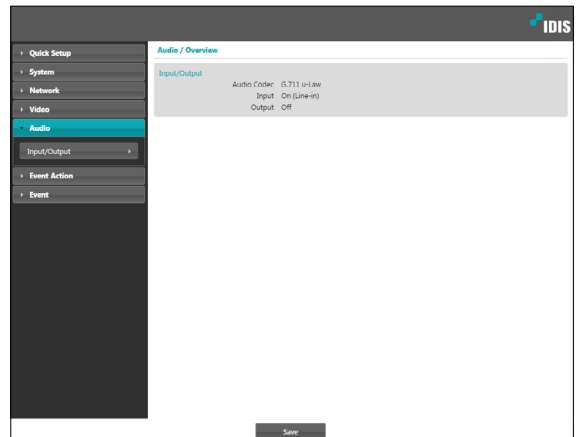 IDIS
Quick Setup
System
Network
Video
Audio
Input/Output
Event Action
Event
Audio / Overview
Input/Output
Audio Codec G.711 u-Law
Input On (Line-in)
Output Off
Save